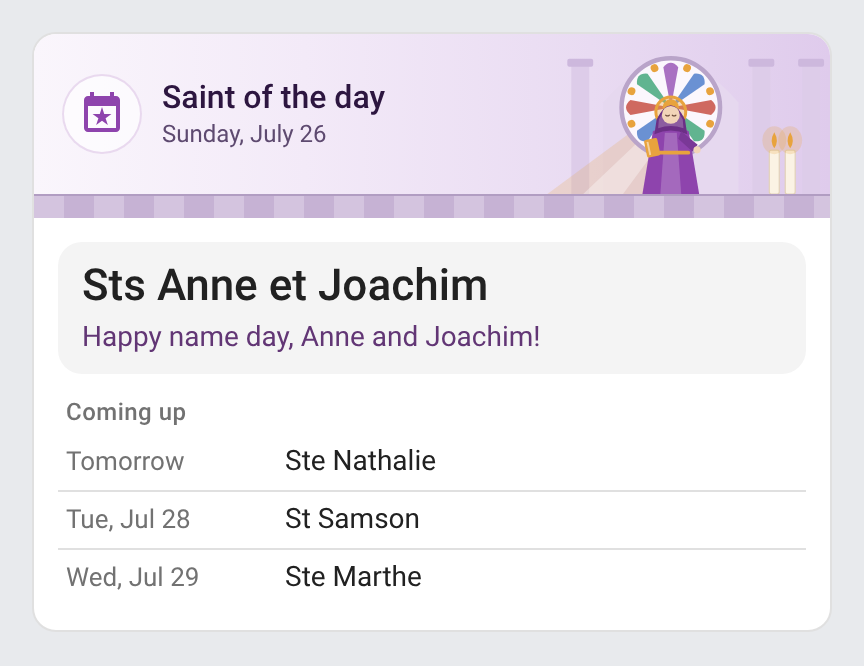 Saint of the day
Sunday, July 26
Sts Anne et Joachim
Happy name day, Anne and Joachim!
Coming up
Tomorrow Ste Nathalie
Tue, Jul 28 St Samson
Wed, Jul 29 Ste Marthe